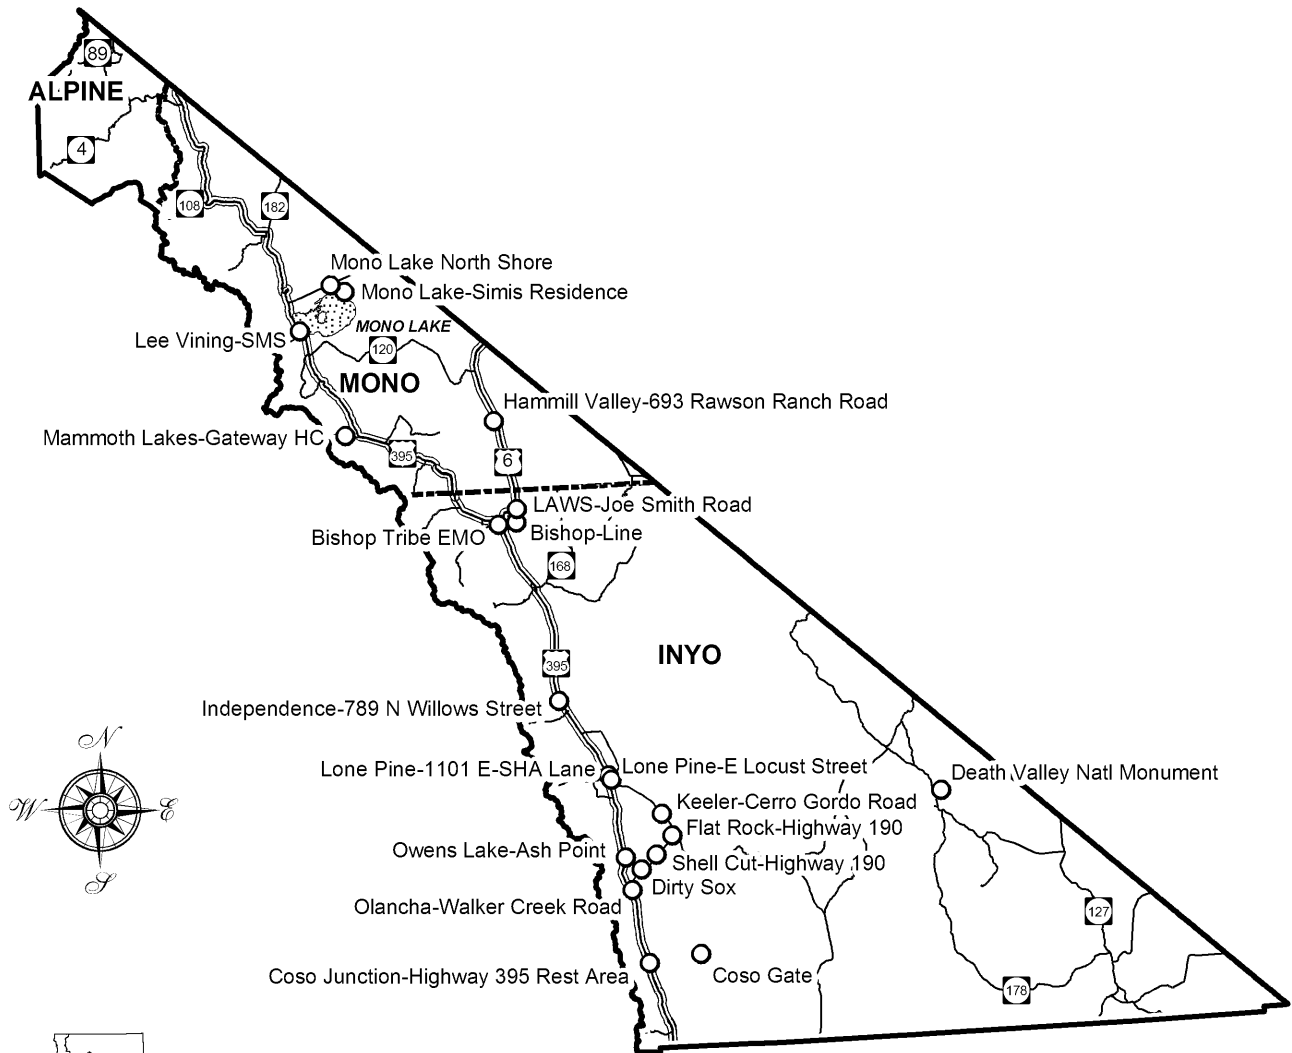 89
ALPINE
4
108
182
Mono Lake North Shore
Mono Lake-Simis Residence
MONO LAKE
Lee Vining-SMS
120
MONO
Hammill Valley-693 Rawson Ranch Road
Mammoth Lakes-Gateway HC
395
6
LAWS-Joe Smith Road
Bishop-Line
Bishop Tribe EMO
168
INYO
395
Independence-789 N Willows Street
N
W
E
S
Lone Pine-1101 E-SHA Lane
Lone Pine-E Locust Street
Death Valley Natl Monument
Keeler-Cerro Gordo Road
Flat Rock-Highway 190
Owens Lake-Ash Point
Shell Cut-Highway 190
Dirty Sox
Olancha-Walker Creek Road
127
Coso Junction-Highway 395 Rest Area
Coso Gate
178